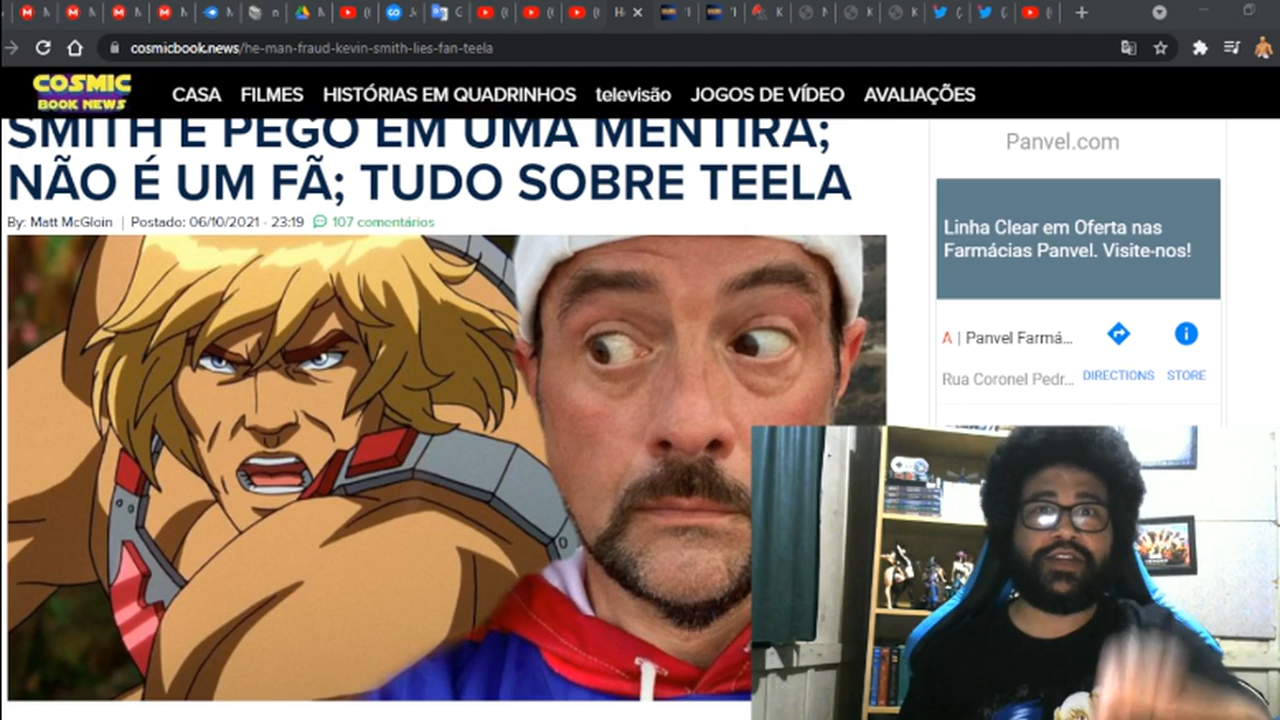 cosmicbook.news/he-man-fraud-kevin-smith-lies-fan-teela
COSMIC
BOOK NEWS
CASA FILMES HISTÓRIAS EM QUADRINHOS televisão JOGOS DE VÍDEO AVALIAÇÕES
SMITH É PEGO EM UMA MENTIRA;
NÃO É UM FÃ; TUDO SOBRE TEELA
By: Matt McGloin | Postado: 06/10/2021 - 23:19 107 comentários
Panvel.com
Linha Clear em Oferta nas
Farmácias Panvel. Visite-nos!
A | Panvel Farmá...
Rua Coronel Pedr... DIRECTIONS STORE